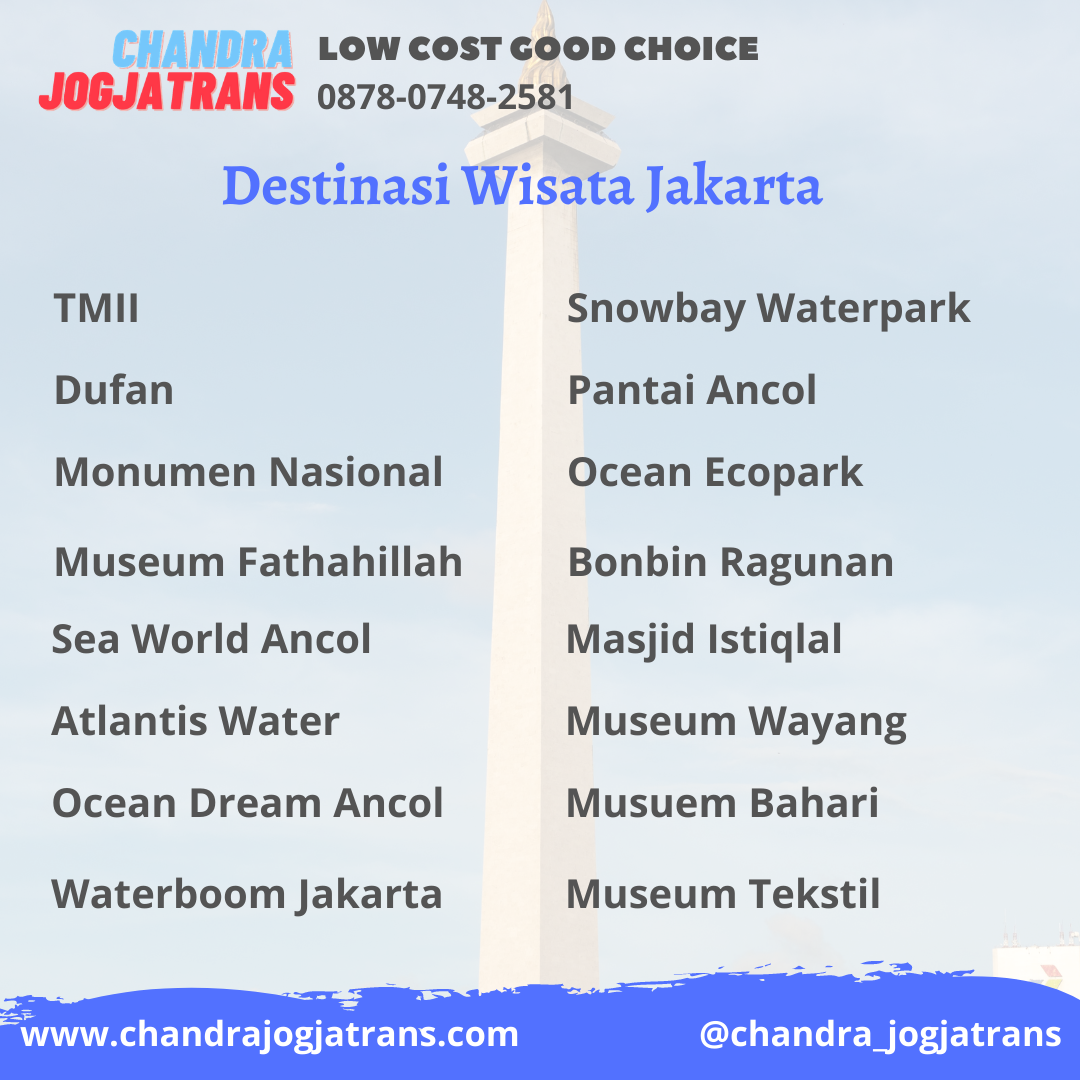 CHANDRA
JOGJATRANS
LOW COST GOOD CHOICE
0878-0748-2581
Destinasi Wisata Jakarta
TMII
Dufan
Monumen Nasional
Museum Fathahillah
Sea World Ancol
Atlantis Water
Ocean Dream Ancol
Waterboom Jakarta
Snowbay Waterpark
Pantai Ancol
Ocean Ecopark
Bonbin Ragunan
Masjid Istiqlal
Museum Wayang
Musuem Bahari
Museum Tekstil
www.chandrajogjatrans.com
@chandra_jogjatrans